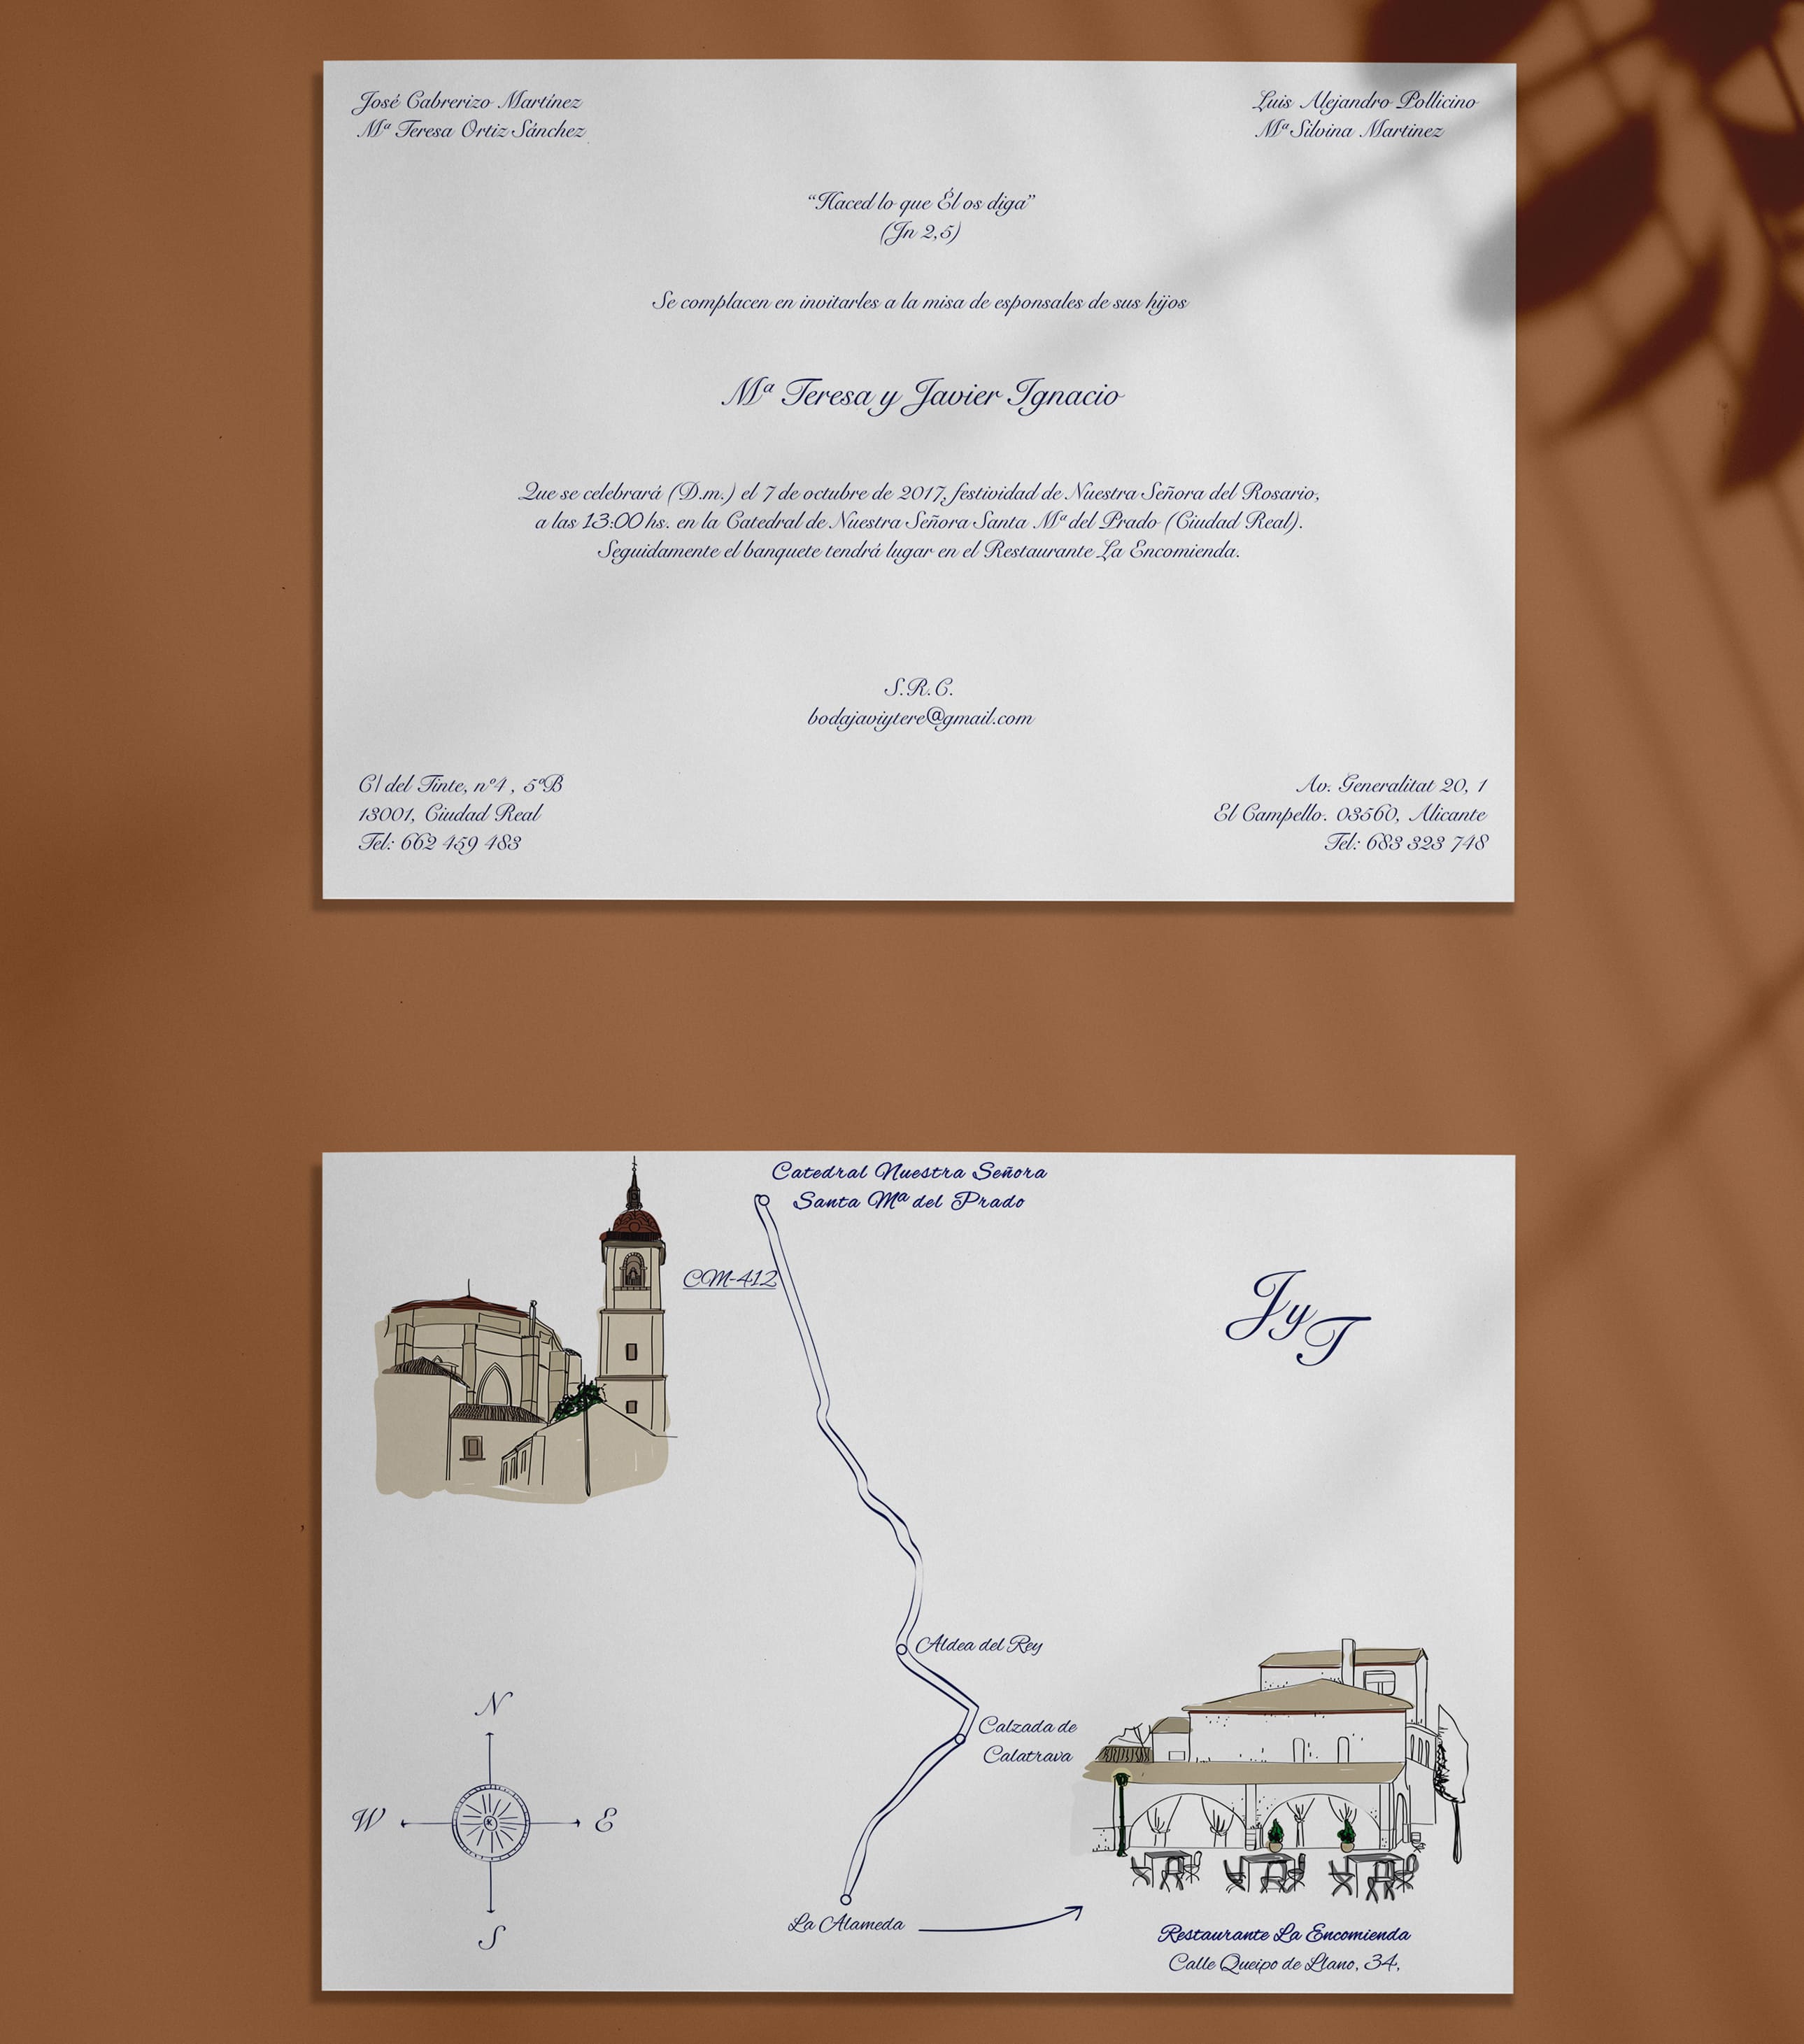 José Cabrerizo Martínez
Mª Teresa Ortiz Sánchez
Luis Alejandro Pollicino
Mª Silvina Martinez
“Haced lo que Él os diga”
(Jn 2,5)
Se complacen en invitarles a la misa de esponsales de sus hijos
Mª Teresa y Javier Ignacio
Que se celebrará (D.m.) el 7 de octubre de 2017, festividad de Nuestra Señora del Rosario,
a las 13:00 hs. en la Catedral de Nuestra Señora Santa Mª del Prado (Ciudad Real).
Seguidamente el banquete tendrá lugar en el Restaurante La Encomienda.
S.R.C.
bodajaviytere@gmail.com
C| del Tinte, nº4 , 5ºB
13001, Ciudad Real
Tel: 662 459 483
Av. Generalitat 20, 1
El Campello. 03560, Alicante
Tel: 683 323 748
Catedral Nuestra Señora
Santa Mª del Prado
CM-412
J y T
Aldea del Rey
Calzada de
Calatrava
N
W
E
S
La Alameda
Restaurante La Encomienda
Calle Queipo de Llano, 34,